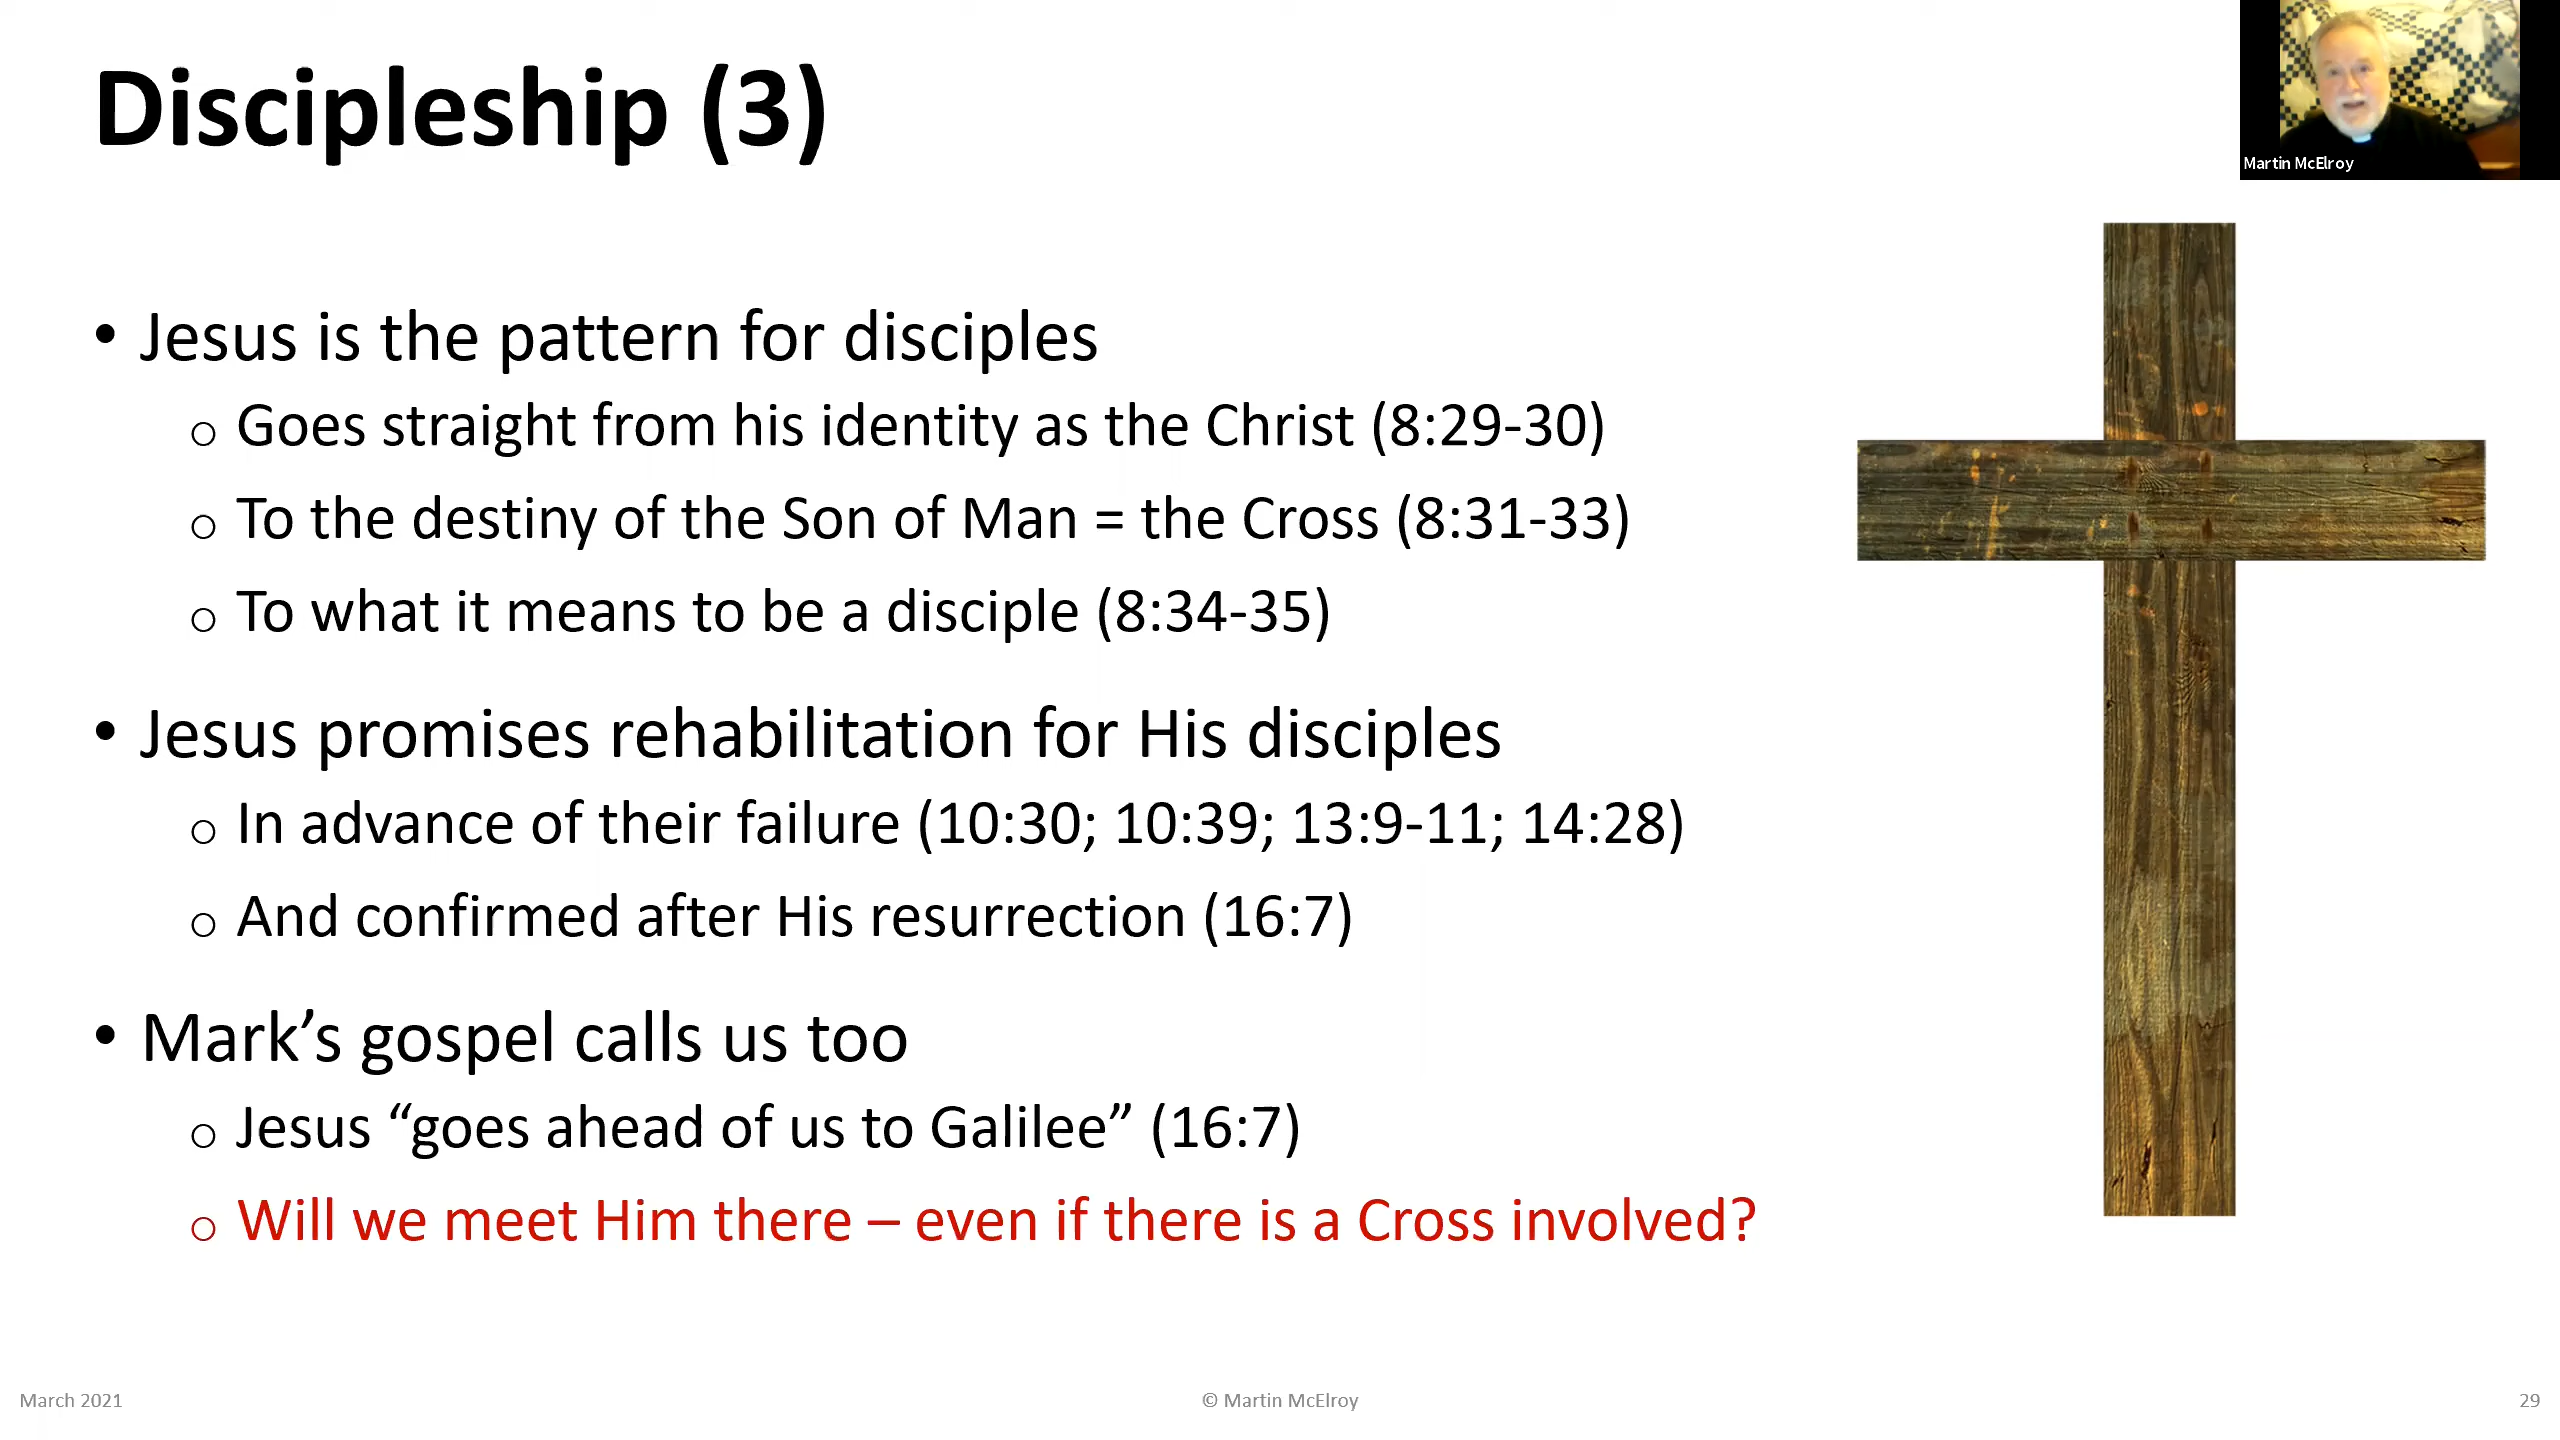 Discipleship (3)
Martin McElroy
• Jesus is the pattern for disciples
o Goes straight from his identity as the Christ (8:29-30)
o To the destiny of the Son of Man = the Cross (8:31-33)
o To what it means to be a disciple (8:34-35)
• Jesus promises rehabilitation for His disciples
o In advance of their failure (10:30; 10:39; 13:9-11; 14:28)
o And confirmed after His resurrection (16:7)
• Mark’s gospel calls us too
o Jesus “goes ahead of us to Galilee” (16:7)
o Will we meet Him there – even if there is a Cross involved?
March 2021
© Martin McElroy
29